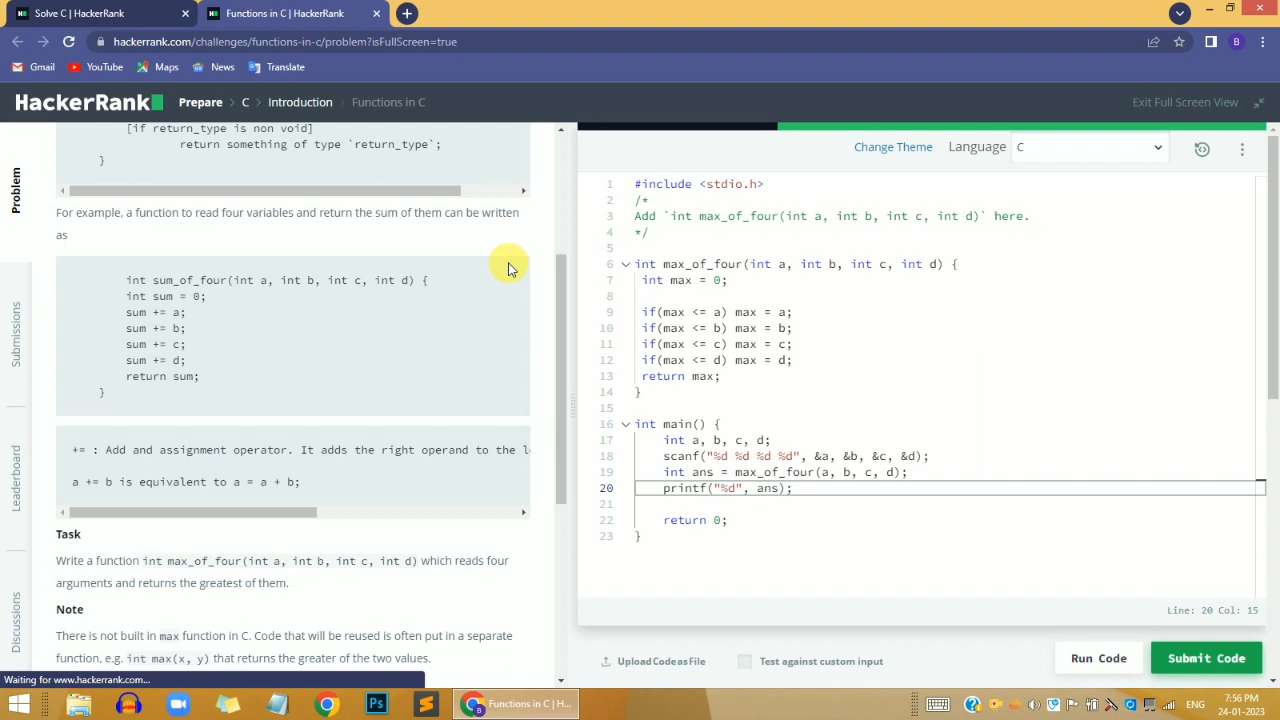 Solve C | HackerRank
Functions in C | HackerRank
hackerrank.com/challenges/functions-in-c/problem?isFullScreen=true
B
Gmail YouTube Maps News Translate
HackerRank Prepare > C > Introduction > Functions in C
Exit Full Screen View
Problem
Submissions
Leaderboard
Discussions
[if return_type is non void]
return something of type `return_type`;
}
For example, a function to read four variables and return the sum of them can be written
as
int sum_of_four(int a, int b, int c, int d) {
int sum = 0;
sum += a;
sum += b;
sum += c;
sum += d;
return sum;
}
+= : Add and assignment operator. It adds the right operand to the
a += b is equivalent to a = a + b;
Task
Write a function int max_of_four(int a, int b, int c, int d) which reads four
arguments and returns the greatest of them.
Note
There is not built in max function in C. Code that will be reused is often put in a separate
function, e.g. int max(x, y) that returns the greater of the two values.
Waiting for www.hackerrank.com...
Change Theme Language C
1 #include <stdio.h>
2 /*
3 Add `int max_of_four(int a, int b, int c, int d)` here.
4 */
5
6 int max_of_four(int a, int b, int c, int d) {
7 int max = 0;
8
9 if(max <= a) max = a;
10 if(max <= b) max = b;
11 if(max <= c) max = c;
12 if(max <= d) max = d;
13 return max;
14 }
15
16 int main() {
17 int a, b, c, d;
18 scanf("%d %d %d %d", &a, &b, &c, &d);
19 int ans = max_of_four(a, b, c, d);
20 printf("%d", ans);
21
22 return 0;
23 }
Line: 20 Col: 15
Upload Code as File
Test against custom input
Run Code
Submit Code
Ps
Functions in C | H...
ENG
7:56 PM
24-01-2023